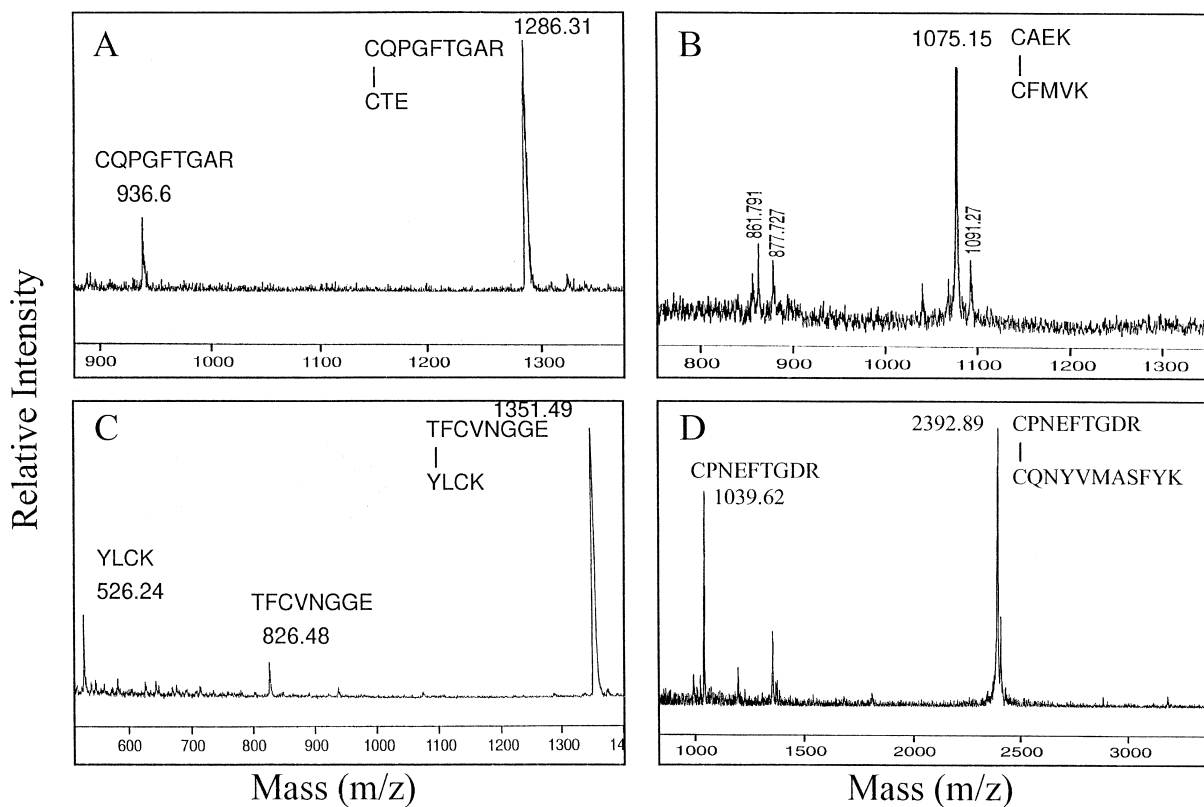 A
1286.31
CQPGFTGAR
CTE
CQPGFTGAR
936.6
900 1000 1100 1200 1300
B
1075.15
CAEK
CFMVK
861.791
877.727
1091.27
800 900 1000 1100 1200 1300
C
1351.49
TFCVNGGE
YLCK
YLCK
526.24
TFCVNGGE
826.48
600 700 800 900 1000 1100 1200 1300 14
D
2392.89
CPNEFTGDR
CQNYVMASFYK
CPNEFTGDR
1039.62
1000 1500 2000 2500 3000
Relative Intensity
Mass (m/z)
Mass (m/z)